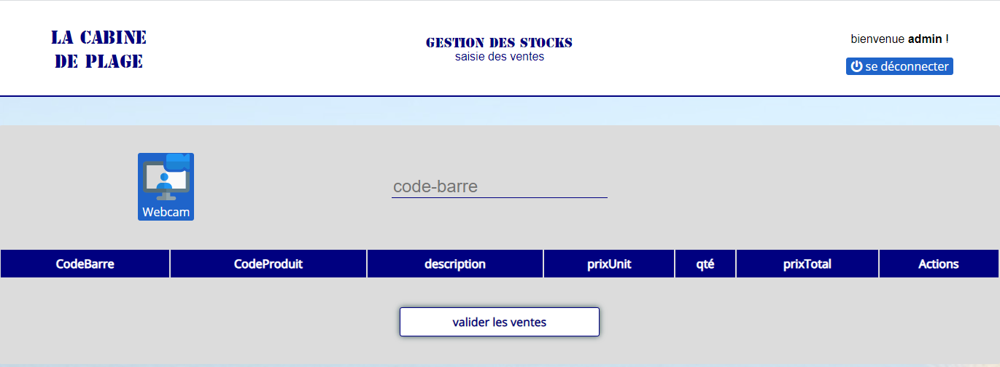 LA CABINE
DE PLAGE
GESTION DES STOCKS
saisie des ventes
bienvenue admin !
se déconnecter
Webcam
code-barre
CodeBarre CodeProduit description prixUnit qté prixTotal Actions
valider les ventes